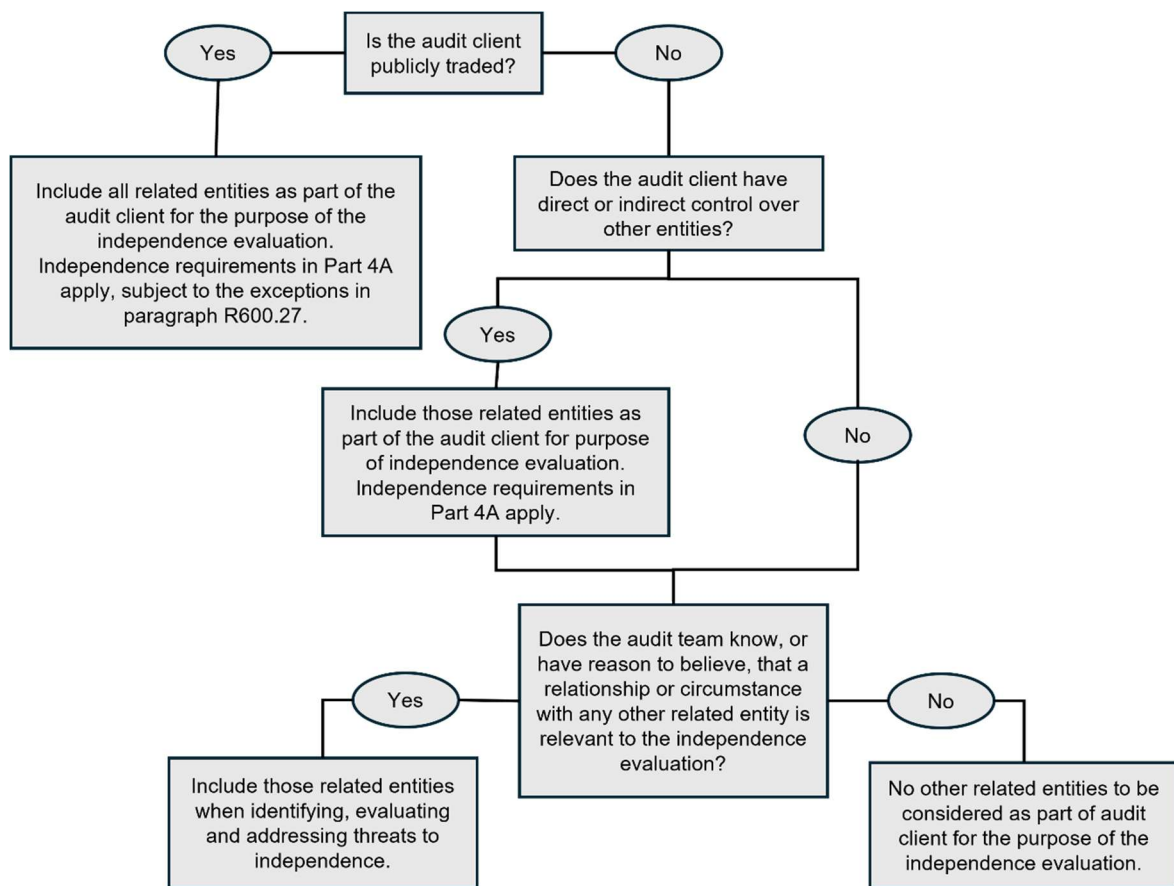 Yes
Is the audit client
publicly traded?
No
Include all related entities as part of the
audit client for the purpose of the
independence evaluation.
Independence requirements in Part 4A
apply, subject to the exceptions in
paragraph R600.27.
Does the audit client have
direct or indirect control over
other entities?
Yes
Include those related entities as
part of the audit client for purpose
of independence evaluation.
Independence requirements in
Part 4A apply.
No
Does the audit team know, or
have reason to believe, that a
relationship or circumstance
with any other related entity is
relevant to the independence
evaluation?
Yes
Include those related entities
when identifying, evaluating
and addressing threats to
independence.
No
No other related entities to be
considered as part of audit
client for the purpose of the
independence evaluation.